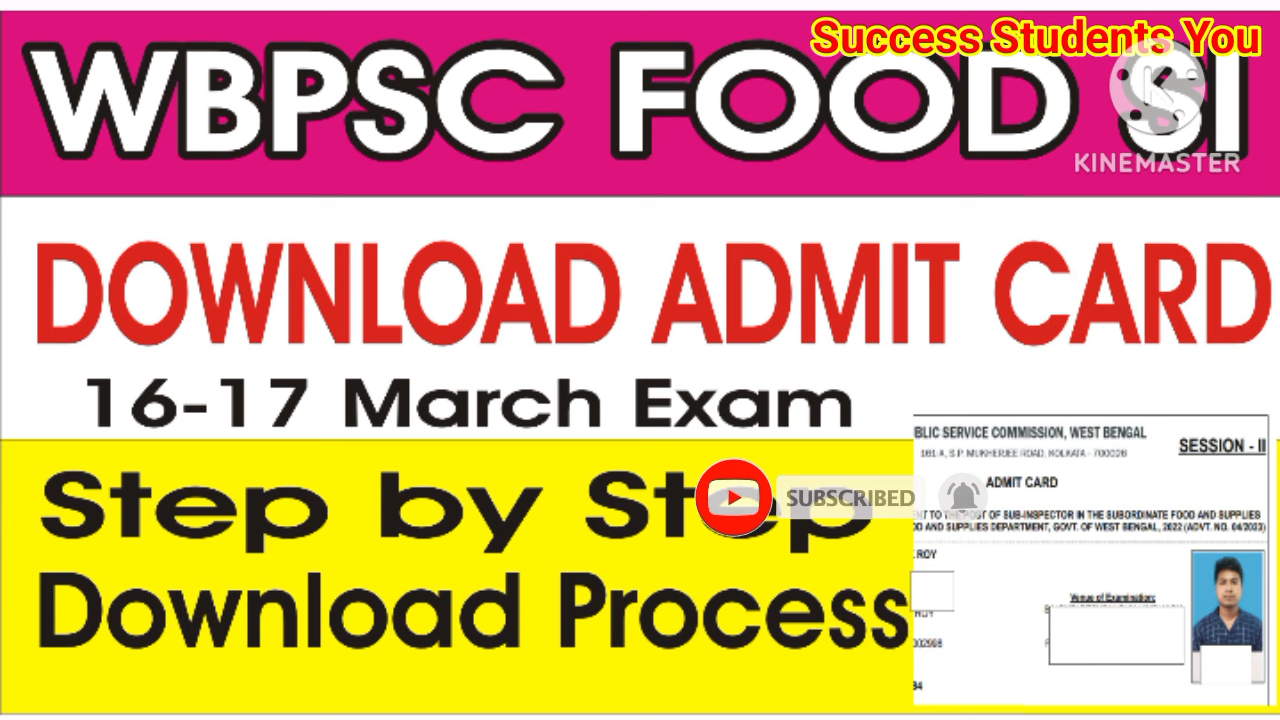 Success Students You
WBPSC FOOD SI
KINEMASTER
DOWNLOAD ADMIT CARD
16-17 March Exam
Step by Step
SUBSCRIBED
Download Process
BLIC SERVICE COMMISSION, WEST BENGAL
SESSION - II
161-A, S.P. MUKHERJEE ROAD, KOLKATA - 700026
ADMIT CARD
NT TO THE POST OF SUB-INSPECTOR IN THE SUBORDINATE FOOD AND SUPPLIES
AND SUPPLIES DEPARTMENT, GOVT. OF WEST BENGAL, 2022 (ADVT. NO. 04/2023)
ROY
Venue of Examination:
002998